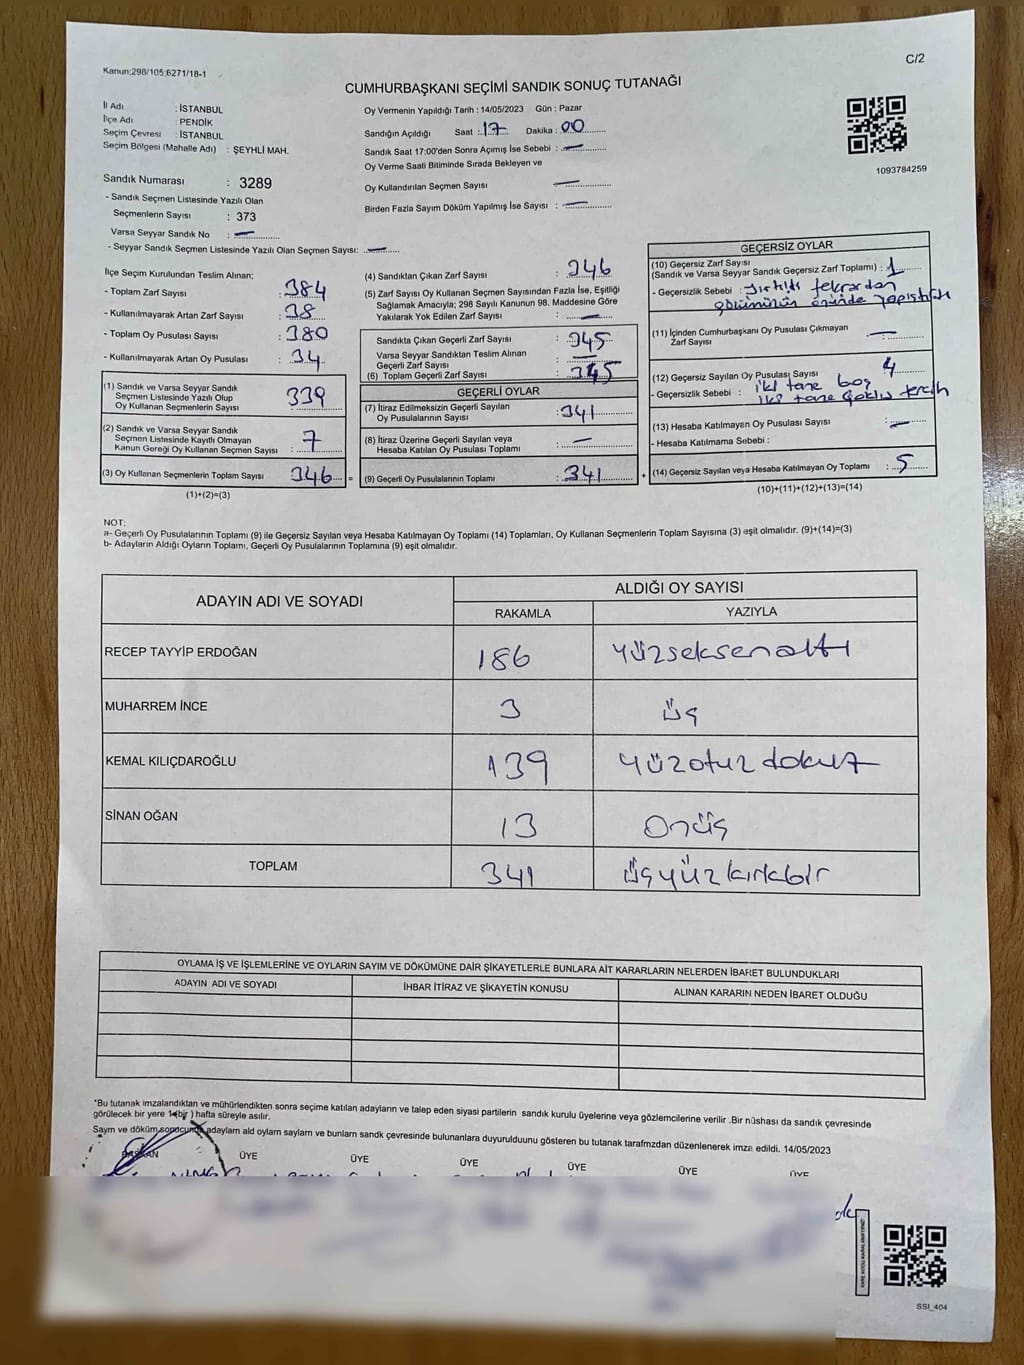 C/2
Kanun;298/105;6271/18-1
CUMHURBAŞKANI SEÇİMİ SANDIK SONUÇ TUTANAĞI
İl Adı : İSTANBUL
İlçe Adı : PENDİK
Seçim Çevresi : İSTANBUL
Seçim Bölgesi (Mahalle Adı) : ŞEYHLİ MAH.
Sandık Numarası : 3289
- Sandık Seçmen Listesinde Yazılı Olan
Seçmenlerin Sayısı : 373
Varsa Seyyar Sandık No : —
- Seyyar Sandık Seçmen Listesinde Yazılı Olan Seçmen Sayısı: —
Oy Vermenin Yapıldığı Tarih : 14/05/2023 Gün : Pazar
Sandığın Açıldığı Saat : 17 Dakika : 00
Sandık Saat 17:00'den Sonra Açımış İse Sebebi : —
Oy Verme Saati Bitiminde Sırada Bekleyen ve
Oy Kullandırılan Seçmen Sayısı —
Birden Fazla Sayım Döküm Yapılmış İse Sayısı : —
1093784259
İlçe Seçim Kurulundan Teslim Alınan;
- Toplam Zarf Sayısı : 384
- Kullanılmayarak Artan Zarf Sayısı : 38
- Toplam Oy Pusulası Sayısı : 380
- Kullanılmayarak Artan Oy Pusulası : 34
(1) Sandık ve Varsa Seyyar Sandık
Seçmen Listesinde Yazılı Olup
Oy Kullanan Seçmenlerin Sayısı 339
(2) Sandık ve Varsa Seyyar Sandık
Seçmen Listesinde Kayıtlı Olmayan
Kanun Gereği Oy Kullanan Seçmen Sayısı : 7
(3) Oy Kullanan Seçmenlerin Toplam Sayısı 346 =
(1)+(2)=(3)
(4) Sandıktan Çıkan Zarf Sayısı : 346
(5) Zarf Sayısı Oy Kullanan Seçmen Sayısından Fazla İse, Eşitliği
Sağlamak Amacıyla; 298 Sayılı Kanunun 98. Maddesine Göre
Yakılarak Yok Edilen Zarf Sayısı : —
Sandıkta Çıkan Geçerli Zarf Sayısı : 345
Varsa Seyyar Sandıktan Teslim Alınan
Geçerli Zarf Sayısı —
(6) Toplam Geçerli Zarf Sayısı : 345
GEÇERLİ OYLAR
(7) İtiraz Edilmeksizin Geçerli Sayılan
Oy Pusulasının Sayısı : 341
(8) İtiraz Üzerine Geçerli Sayılan veya
Hesaba Katılan Oy Pusulası Toplamı : —
(9) Geçerli Oy Pusulalarının Toplamı : 341 +
GEÇERSİZ OYLAR
(10) Geçersiz Zarf Sayısı
(Sandık ve Varsa Seyyar Sandık Geçersiz Zarf Toplamı) : 1
- Geçersizlik Sebebi : yırtıldı tekrardan
(11) İçinden Cumhurbaşkanı Oy Pusulası Çıkmayan
Zarf Sayısı : —
(12) Geçersiz Sayılan Oy Pusulası Sayısı 4
- Geçersizlik Sebebi : iki tane boş
iki tane çoklu tercih
(13) Hesaba Katılmayan Oy Pusulası Sayısı : —
- Hesaba Katılmama Sebebi :
(14) Geçersiz Sayılan veya Hesaba Katılmayan Oy Toplamı : 5
(10)+(11)+(12)+(13)=(14)
NOT:
a- Geçerli Oy Pusulalarının Toplamı (9) ile Geçersiz Sayılan veya Hesaba Katılmayan Oy Toplamı (14) Toplamları, Oy Kullanan Seçmenlerin Toplam Sayısına (3) eşit olmalıdır. (9)+(14)=(3)
b- Adayların Aldığı Oyların Toplamı, Geçerli Oy Pusulalarının Toplamına (9) eşit olmalıdır.
ADAYIN ADI VE SOYADI
ALDIĞI OY SAYISI
RAKAMLA YAZIYLA
RECEP TAYYİP ERDOĞAN 186 yüzseksenaltı
MUHARREM İNCE 3 üç
KEMAL KILIÇDAROĞLU 139 yüzotuzdokuz
SİNAN OĞAN 13 onüç
TOPLAM 341 üçyüzkırkbir
OYLAMA İŞ VE İŞLEMLERİNE VE OYLARIN SAYIM VE DÖKÜMÜNE DAİR ŞİKAYETLERLE BUNLARA AİT KARARLARIN NELERDEN İBARET BULUNDUKLARI
ADAYIN ADI VE SOYADI İHBAR İTİRAZ VE ŞİKAYETİN KONUSU ALINAN KARARIN NEDEN İBARET OLDUĞU
*Bu tutanak imzalandıktan ve mühürlendikten sonra seçime katılan adayların ve talep eden siyasi partilerin sandık kurulu üyelerine veya gözlemcilerine verilir .Bir nüshası da sandık çevresinde
görülecek bir yere 1 (bir ) hafta süreyle asılır.
Saym ve döküm sonucunda adaylarn ald oylarn saylarn ve bunlarn sandk çevresinde bulunanlara duyurulduunu gösteren bu tutanak tarafmzdan düzenlenerek imza edildi. 14/05/2023
BAŞKAN ÜYE ÜYE ÜYE ÜYE ÜYE ÜYE
SSI_404